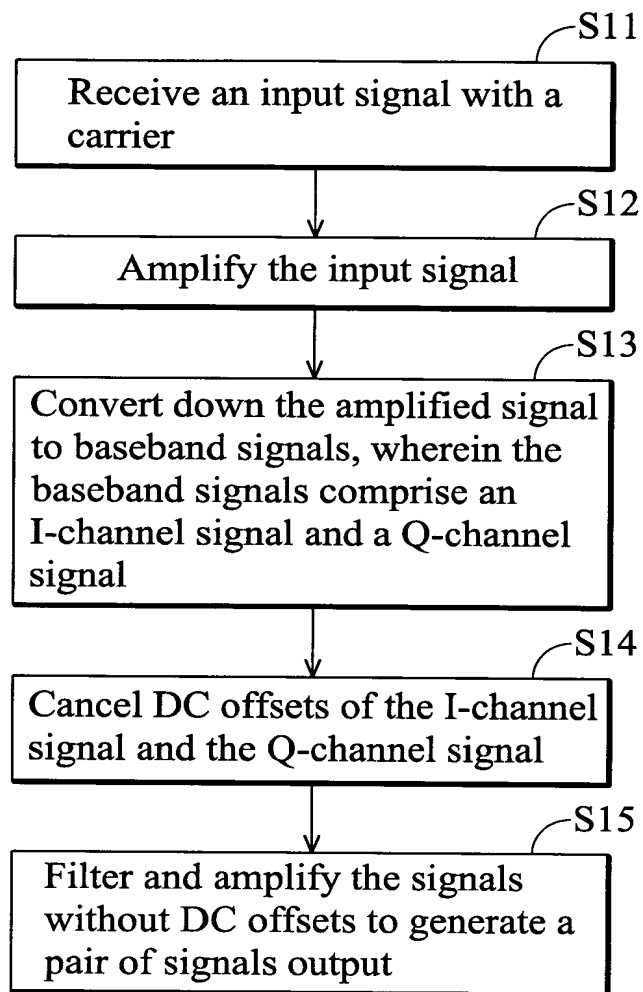 S11
Receive an input signal with a
carrier
S12
Amplify the input signal
S13
Convert down the amplified signal
to baseband signals, wherein the
baseband signals comprise an
I-channel signal and a Q-channel
signal
S14
Cancel DC offsets of the I-channel
signal and the Q-channel signal
S15
Filter and amplify the signals
without DC offsets to generate a
pair of signals output